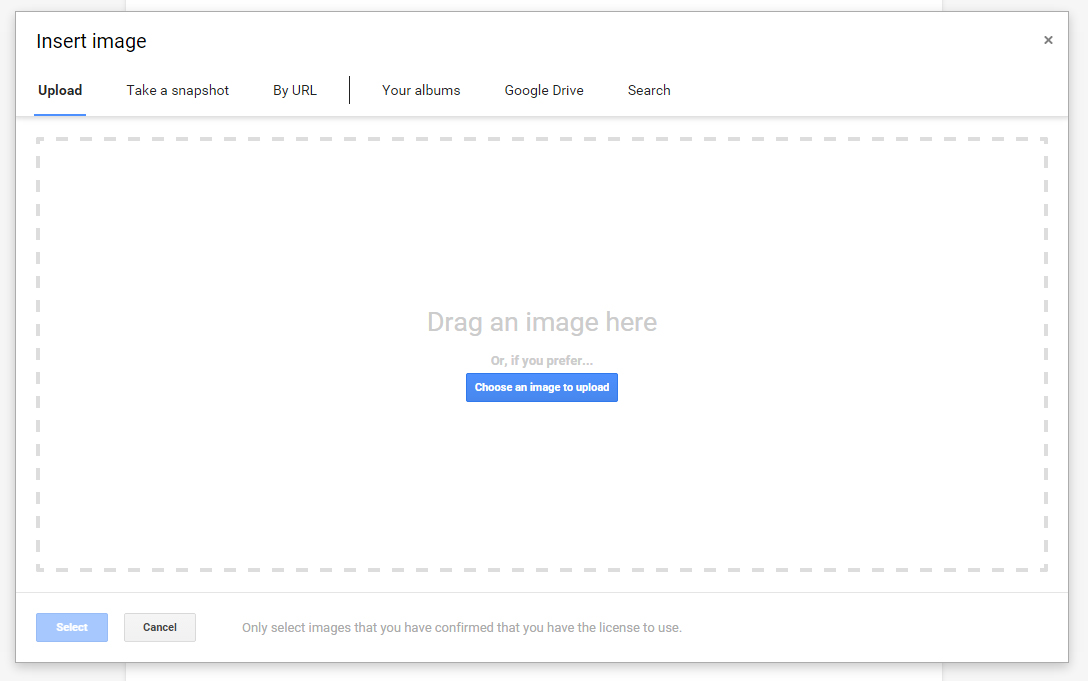 Insert image
×
Upload Take a snapshot By URL Your albums Google Drive Search
Drag an image here
Or, if you prefer...
Choose an image to upload
Select Cancel Only select images that you have confirmed that you have the license to use.